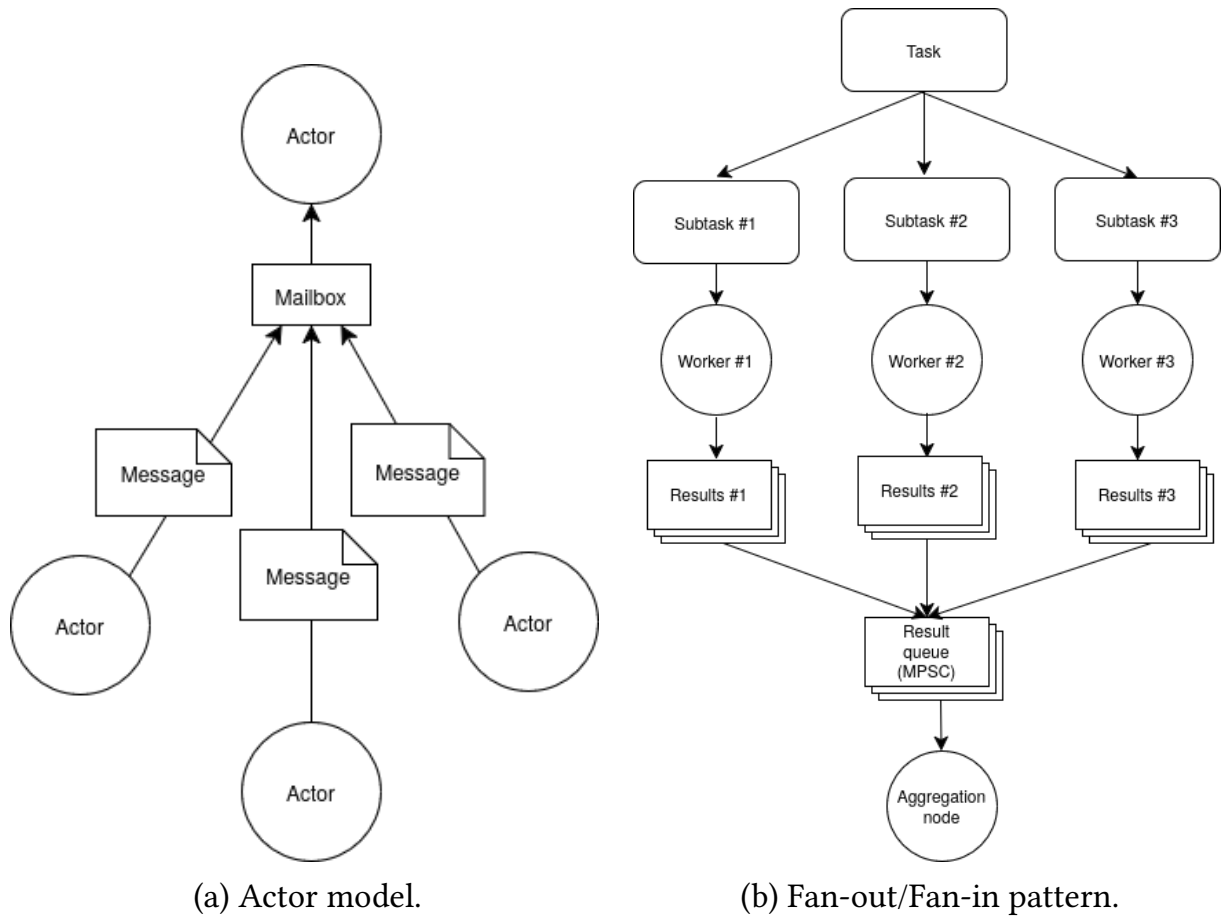 Actor
Mailbox
Message
Message
Message
Actor
Actor
Actor
(a) Actor model.
Task
Subtask #1
Subtask #2
Subtask #3
Worker #1
Worker #2
Worker #3
Results #1
Results #2
Results #3
Result
queue
(MPSC)
Aggregation
node
(b) Fan-out/Fan-in pattern.